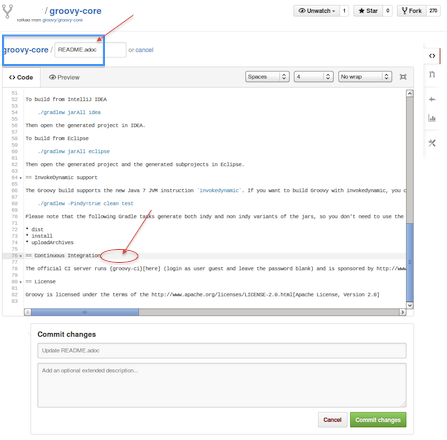 / groovy-core
groovy/groovy-core
Unwatch 1 Star 0 Fork 270
groovy-core / README.adoc or cancel
Code Preview Spaces 4 No wrap
51
52 To build from IntelliJ IDEA
53
54 ./gradlew jarAll idea
55
56 Then open the generated project in IDEA.
57
58 To build from Eclipse
59
60 ./gradlew jarAll eclipse
61
62 Then open the generated project and the generated subprojects in Eclipse.
63
64 == InvokeDynamic support
65
66 The Groovy build supports the new Java 7 JVM instruction `invokedynamic`. If you want to build Groovy with invokedynamic, you c
67
68 ./gradlew -Pindy=true clean test
69
70 Please note that the following Gradle tasks generate both indy and non indy variants of the jars, so you don't need to use the
71
72 * dist
73 * install
74 * uploadArchives
75
76 == Continuous Integration
77
78 The official CI server runs {groovy-ci}[here] (login as user guest and leave the password blank) and is sponsored by http://www
79
80 == License
81
82 Groovy is licensed under the terms of the http://www.apache.org/licenses/LICENSE-2.0.html[Apache License, Version 2.0]
83
Commit changes
Update README.adoc
Add an optional extended description...
Cancel Commit changes